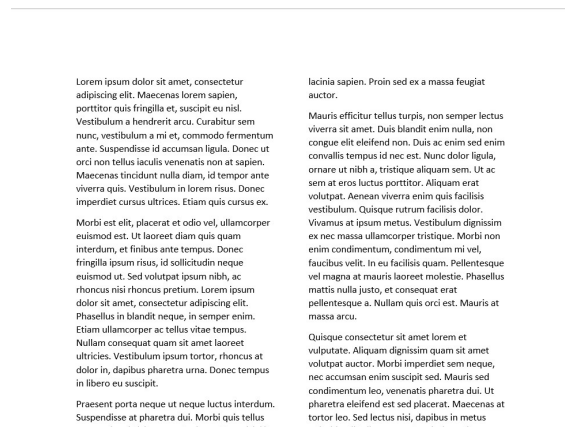 Lorem ipsum dolor sit amet, consectetur
adipiscing elit. Maecenas lorem sapien,
porttitor quis fringilla et, suscipit eu nisl.
Vestibulum a hendrerit arcu. Curabitur sem
nunc, vestibulum a mi et, commodo fermentum
ante. Suspendisse id accumsan ligula. Donec ut
orci non tellus iaculis venenatis non at sapien.
Maecenas tincidunt nulla diam, id tempor ante
viverra quis. Vestibulum in lorem risus. Donec
imperdiet cursus ultrices. Etiam quis cursus ex.
Morbi est elit, placerat et odio vel, ullamcorper
euismod est. Ut laoreet diam quis quam
interdum, et finibus ante tempus. Donec
fringilla ipsum risus, id sollicitudin neque
euismod ut. Sed volutpat ipsum nibh, ac
rhoncus nisi rhoncus pretium. Lorem ipsum
dolor sit amet, consectetur adipiscing elit.
Phasellus in blandit neque, in semper enim.
Etiam ullamcorper ac tellus vitae tempus.
Nullam consequat quam sit amet laoreet
ultricies. Vestibulum ipsum tortor, rhoncus at
dolor in, dapibus pharetra urna. Donec tempus
in libero eu suscipit.
Praesent porta neque ut neque luctus interdum.
Suspendisse at pharetra dui. Morbi quis tellus
lacinia sapien. Proin sed ex a massa feugiat
auctor.
Mauris efficitur tellus turpis, non semper lectus
viverra sit amet. Duis blandit enim nulla, non
congue elit eleifend non. Duis ac enim sed enim
convallis tempus id nec est. Nunc dolor ligula,
ornare ut nibh a, tristique aliquam sem. Ut ac
sem at eros luctus porttitor. Aliquam erat
volutpat. Aenean viverra enim quis facilisis
vestibulum. Quisque rutrum facilisis dolor.
Vivamus at ipsum metus. Vestibulum dignissim
ex nec massa ullamcorper tristique. Morbi non
enim condimentum, condimentum mi vel,
faucibus velit. In eu facilisis quam. Pellentesque
vel magna at mauris laoreet molestie. Phasellus
mattis nulla justo, et consequat erat
pellentesque a. Nullam quis orci est. Mauris at
massa arcu.
Quisque consectetur sit amet lorem et
vulputate. Aliquam dignissim quam sit amet
volutpat auctor. Morbi imperdiet sem neque,
nec accumsan enim suscipit sed. Mauris sed
condimentum leo, venenatis pharetra dui. Ut
pharetra eleifend est sed placerat. Maecenas at
tortor leo. Sed lectus nisi, dapibus in metus